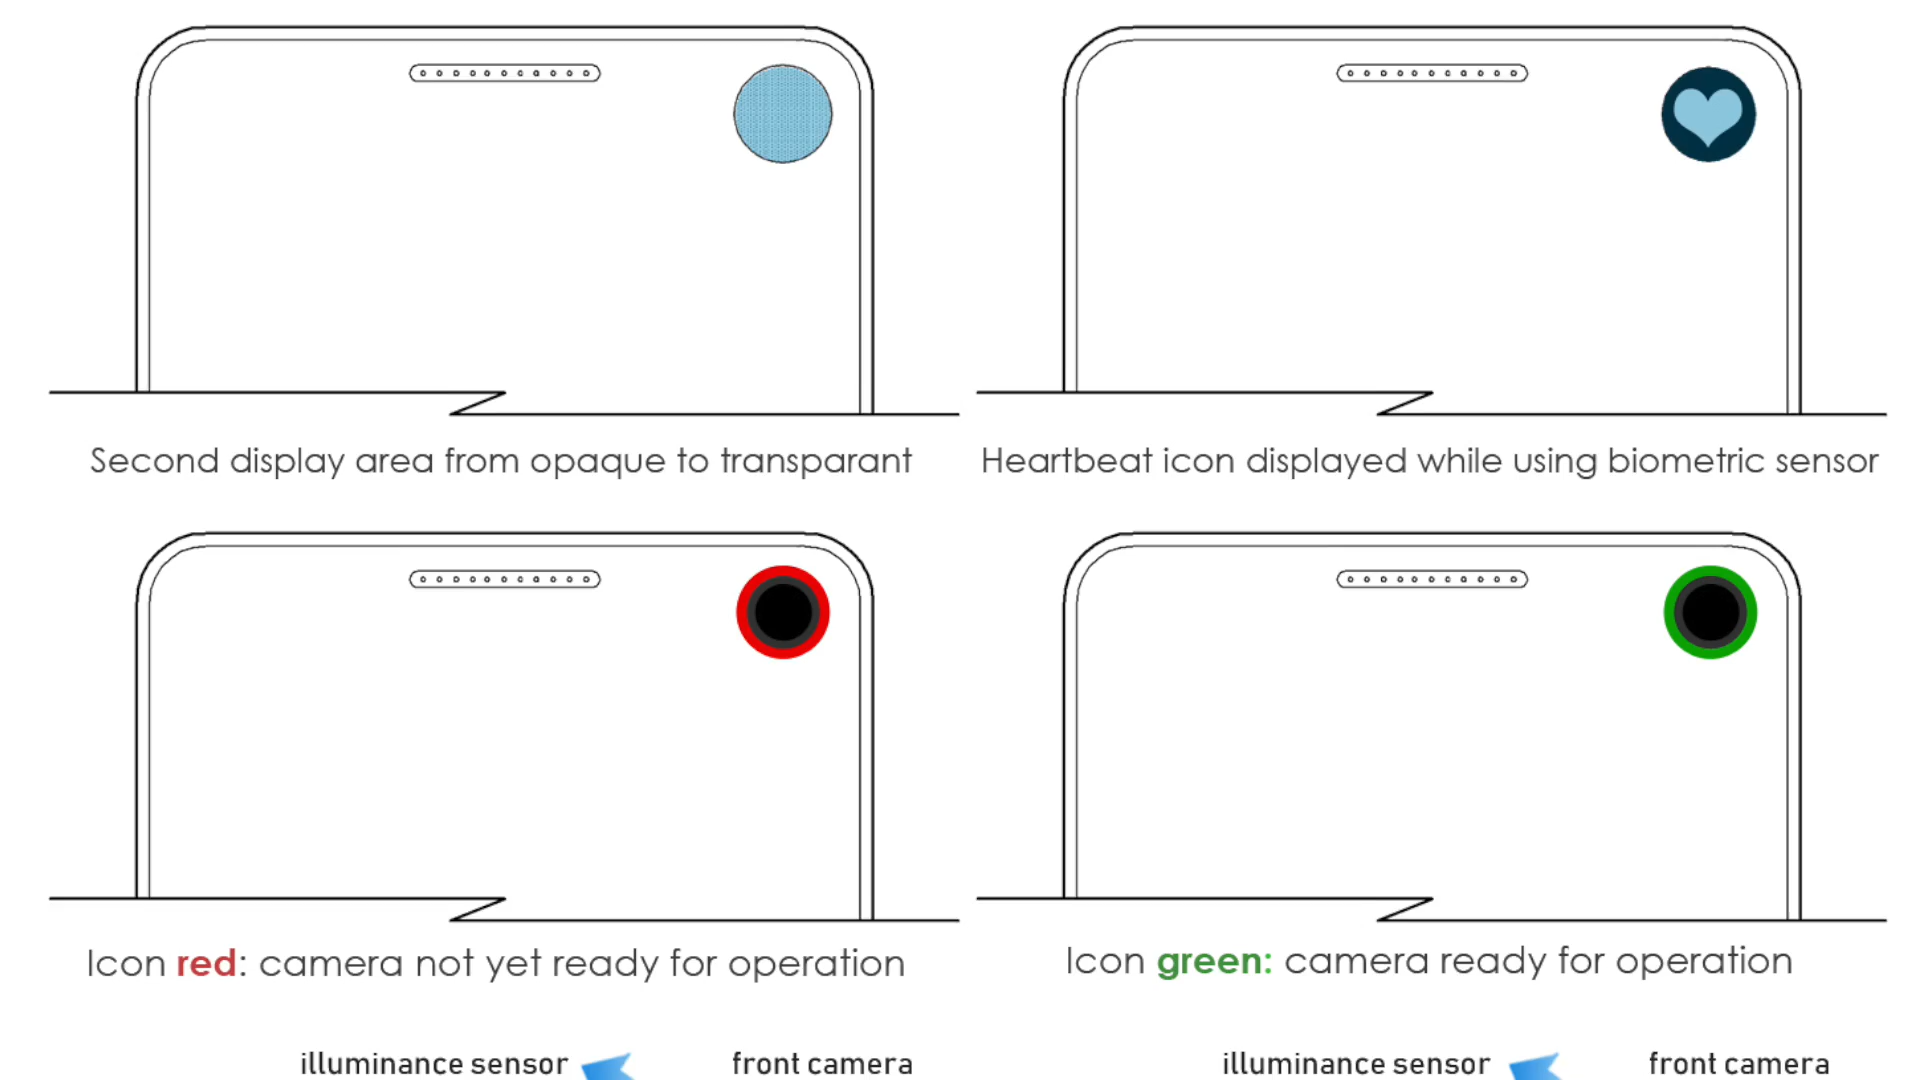 Second display area from opaque to transparant
Heartbeat icon displayed while using biometric sensor
Icon red: camera not yet ready for operation
Icon green: camera ready for operation
illuminance sensor
front camera
illuminance sensor
front camera